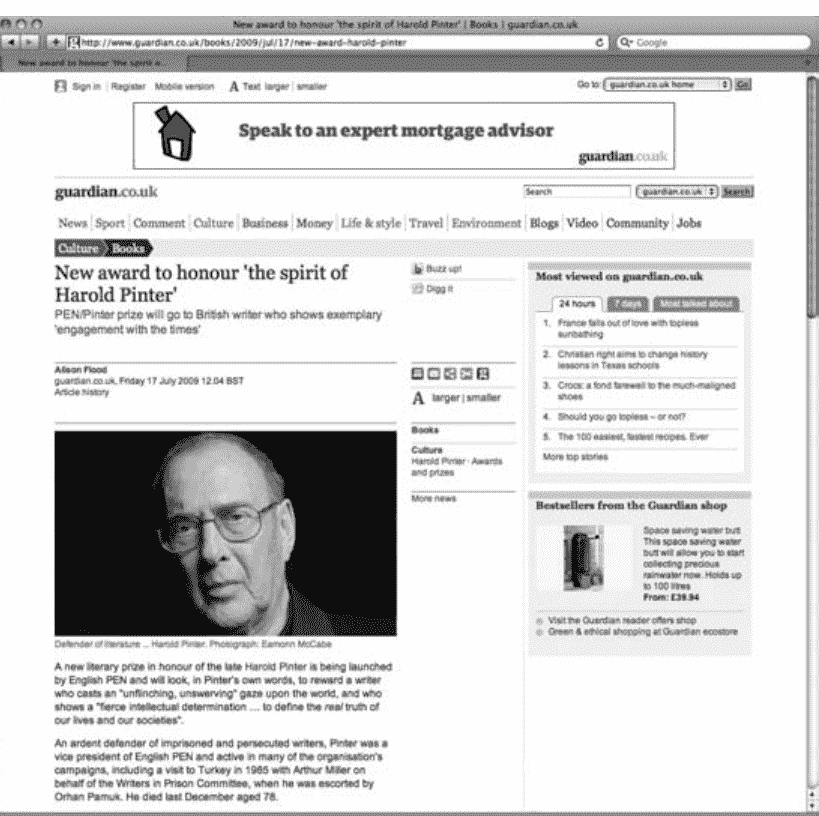 New award to honour 'the spirit of Harold Pinter' | Books | guardian.co.uk
http://www.guardian.co.uk/books/2009/jul/17/new-award-harold-pinter
Google
New award to honour 'the spirit o...
Sign in Register Mobile version A Text larger smaller
Go to: guardian.co.uk home Go
Speak to an expert mortgage advisor
guardian.co.uk
guardian.co.uk
Search guardian.co.uk Search
News Sport Comment Culture Business Money Life & style Travel Environment Blogs Video Community Jobs
Culture Books
New award to honour 'the spirit of
Harold Pinter'
PEN/Pinter prize will go to British writer who shows exemplary
'engagement with the times'
Alison Flood
guardian.co.uk, Friday 17 July 2009 12.04 BST
Article history
Defender of literature ... Harold Pinter. Photograph: Eamonn McCabe
A new literary prize in honour of the late Harold Pinter is being launched
by English PEN and will look, in Pinter's own words, to reward a writer
who casts an "unflinching, unswerving" gaze upon the world, and who
shows a "fierce intellectual determination ... to define the real truth of
our lives and our societies".
An ardent defender of imprisoned and persecuted writers, Pinter was a
vice president of English PEN and active in many of the organisation's
campaigns, including a visit to Turkey in 1985 with Arthur Miller on
behalf of the Writers in Prison Committee, when he was escorted by
Orhan Pamuk. He died last December aged 78.
Buzz up!
Digg it
A larger | smaller
Books
Culture
Harold Pinter · Awards
and prizes
More news
Most viewed on guardian.co.uk
24 hours 7 days Most talked about
1. France falls out of love with topless
sunbathing
2. Christian right aims to change history
lessons in Texas schools
3. Crocs: a fond farewell to the much-maligned
shoes
4. Should you go topless – or not?
5. The 100 easiest, fastest recipes. Ever
More top stories
Bestsellers from the Guardian shop
Space saving water butt
This space saving water
butt will allow you to start
collecting precious
rainwater now. Holds up
to 100 litres
From: £39.94
Visit the Guardian reader offers shop
Green & ethical shopping at Guardian ecostore